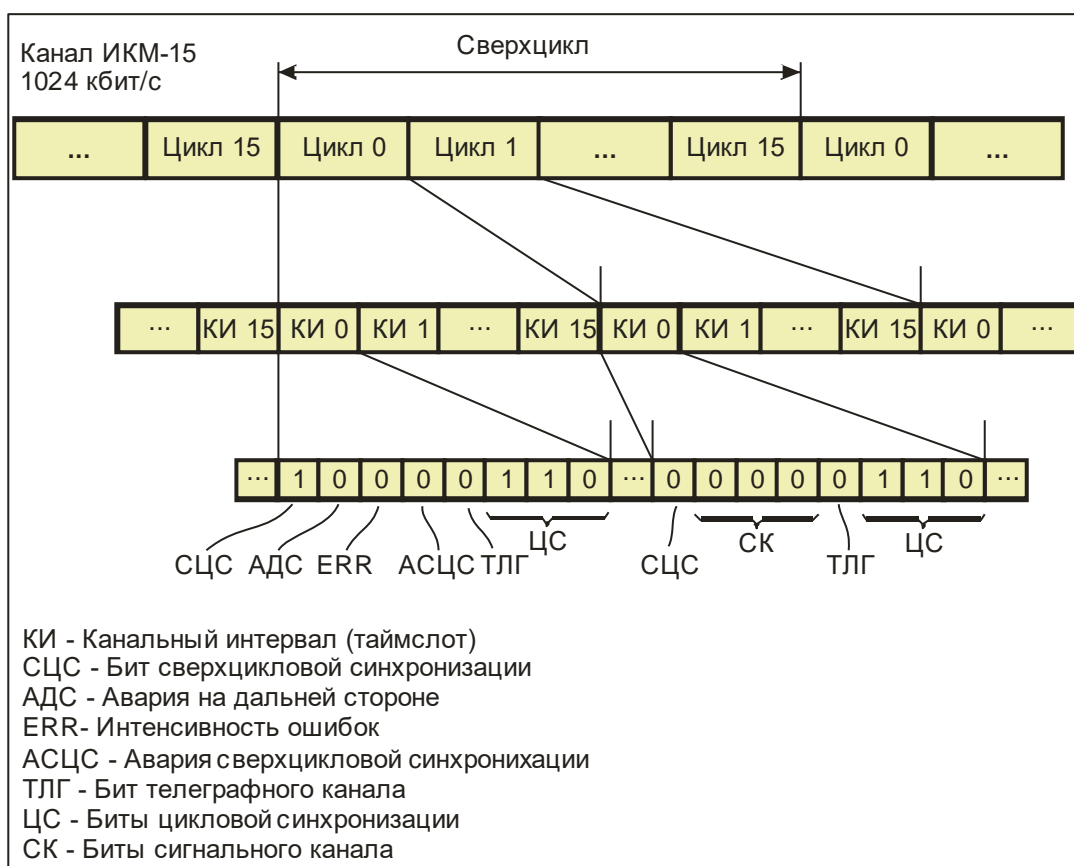 Канал ИКМ-15
1024 кбит/с
Сверхцикл
... Цикл 15 Цикл 0 Цикл 1 ... Цикл 15 Цикл 0 ...
... КИ 15 КИ 0 КИ 1 ... КИ 15 КИ 0 КИ 1 ... КИ 15 КИ 0 ...
... 1 0 0 0 0 1 1 0 ... 0 0 0 0 0 1 1 0 ...
СЦС АДС ERR АСЦС ТЛГ ЦС СЦС СК ТЛГ ЦС
КИ - Канальный интервал (таймслот)
СЦС - Бит сверхцикловой синхронизации
АДС - Авария на дальней стороне
ERR- Интенсивность ошибок
АСЦС - Авария сверхцикловой синхронихации
ТЛГ - Бит телеграфного канала
ЦС - Биты цикловой синхронизации
СК - Биты сигнального канала